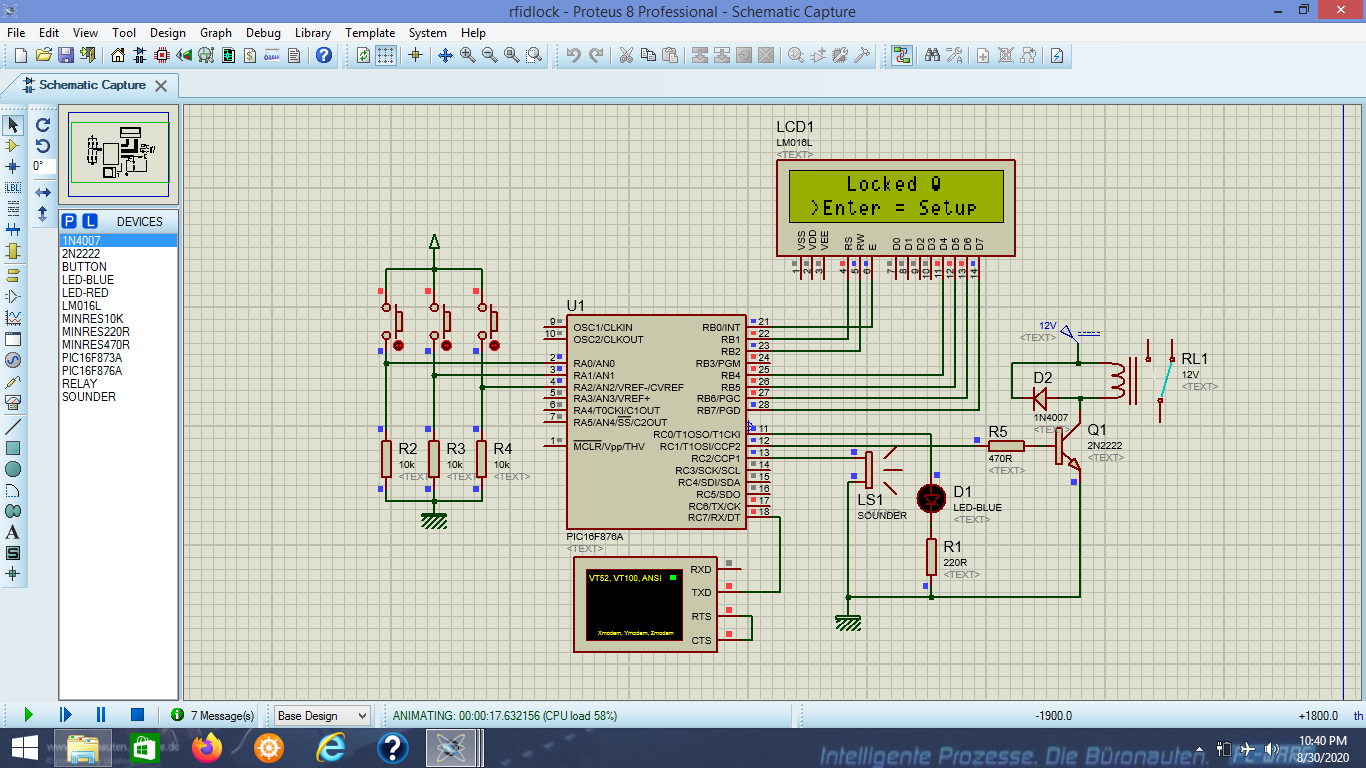 rfidlock - Proteus 8 Professional - Schematic Capture
File Edit View Tool Design Graph Debug Library Template System Help
Schematic Capture
0°
LBL
P L DEVICES
1N4007
2N2222
BUTTON
LED-BLUE
LED-RED
LM016L
MINRES10K
MINRES220R
MINRES470R
PIC16F873A
PIC16F876A
RELAY
SOUNDER
LCD1
LM016L
<TEXT>
Locked
>Enter = Setup
VSS VDD VEE RS RW E D0 D1 D2 D3 D4 D5 D6 D7
1 2 3 4 5 6 7 8 9 10 11 12 13 14
U1
9 OSC1/CLKIN
10 OSC2/CLKOUT
2 RA0/AN0
3 RA1/AN1
4 RA2/AN2/VREF-/CVREF
5 RA3/AN3/VREF+
6 RA4/T0CKI/C1OUT
7 RA5/AN4/SS/C2OUT
1 MCLR/Vpp/THV
RB0/INT 21
RB1 22
RB2 23
RB3/PGM 24
RB4 25
RB5 26
RB6/PGC 27
RB7/PGD 28
RC0/T1OSO/T1CKI 11
RC1/T1OSI/CCP2 12
RC2/CCP1 13
RC3/SCK/SCL 14
RC4/SDI/SDA 15
RC5/SDO 16
RC6/TX/CK 17
RC7/RX/DT 18
PIC16F876A
<TEXT>
R2
10k
<TEXT>
R3
10k
<TEXT>
R4
10k
<TEXT>
12V
<TEXT>
RL1
12V
<TEXT>
D2
1N4007
<TEXT>
Q1
2N2222
<TEXT>
R5
470R
<TEXT>
LS1
SOUNDER
<TEXT>
D1
LED-BLUE
<TEXT>
R1
220R
<TEXT>
VT52, VT100, ANSI
Xmodem, Ymodem, Zmodem
RXD
TXD
RTS
CTS
7 Message(s)
Base Design
ANIMATING: 00:00:17.632156 (CPU load 58%)
-1900.0
+1800.0
th
Intelligente Prozesse. Die Büronauten.
10:40 PM
8/30/2020